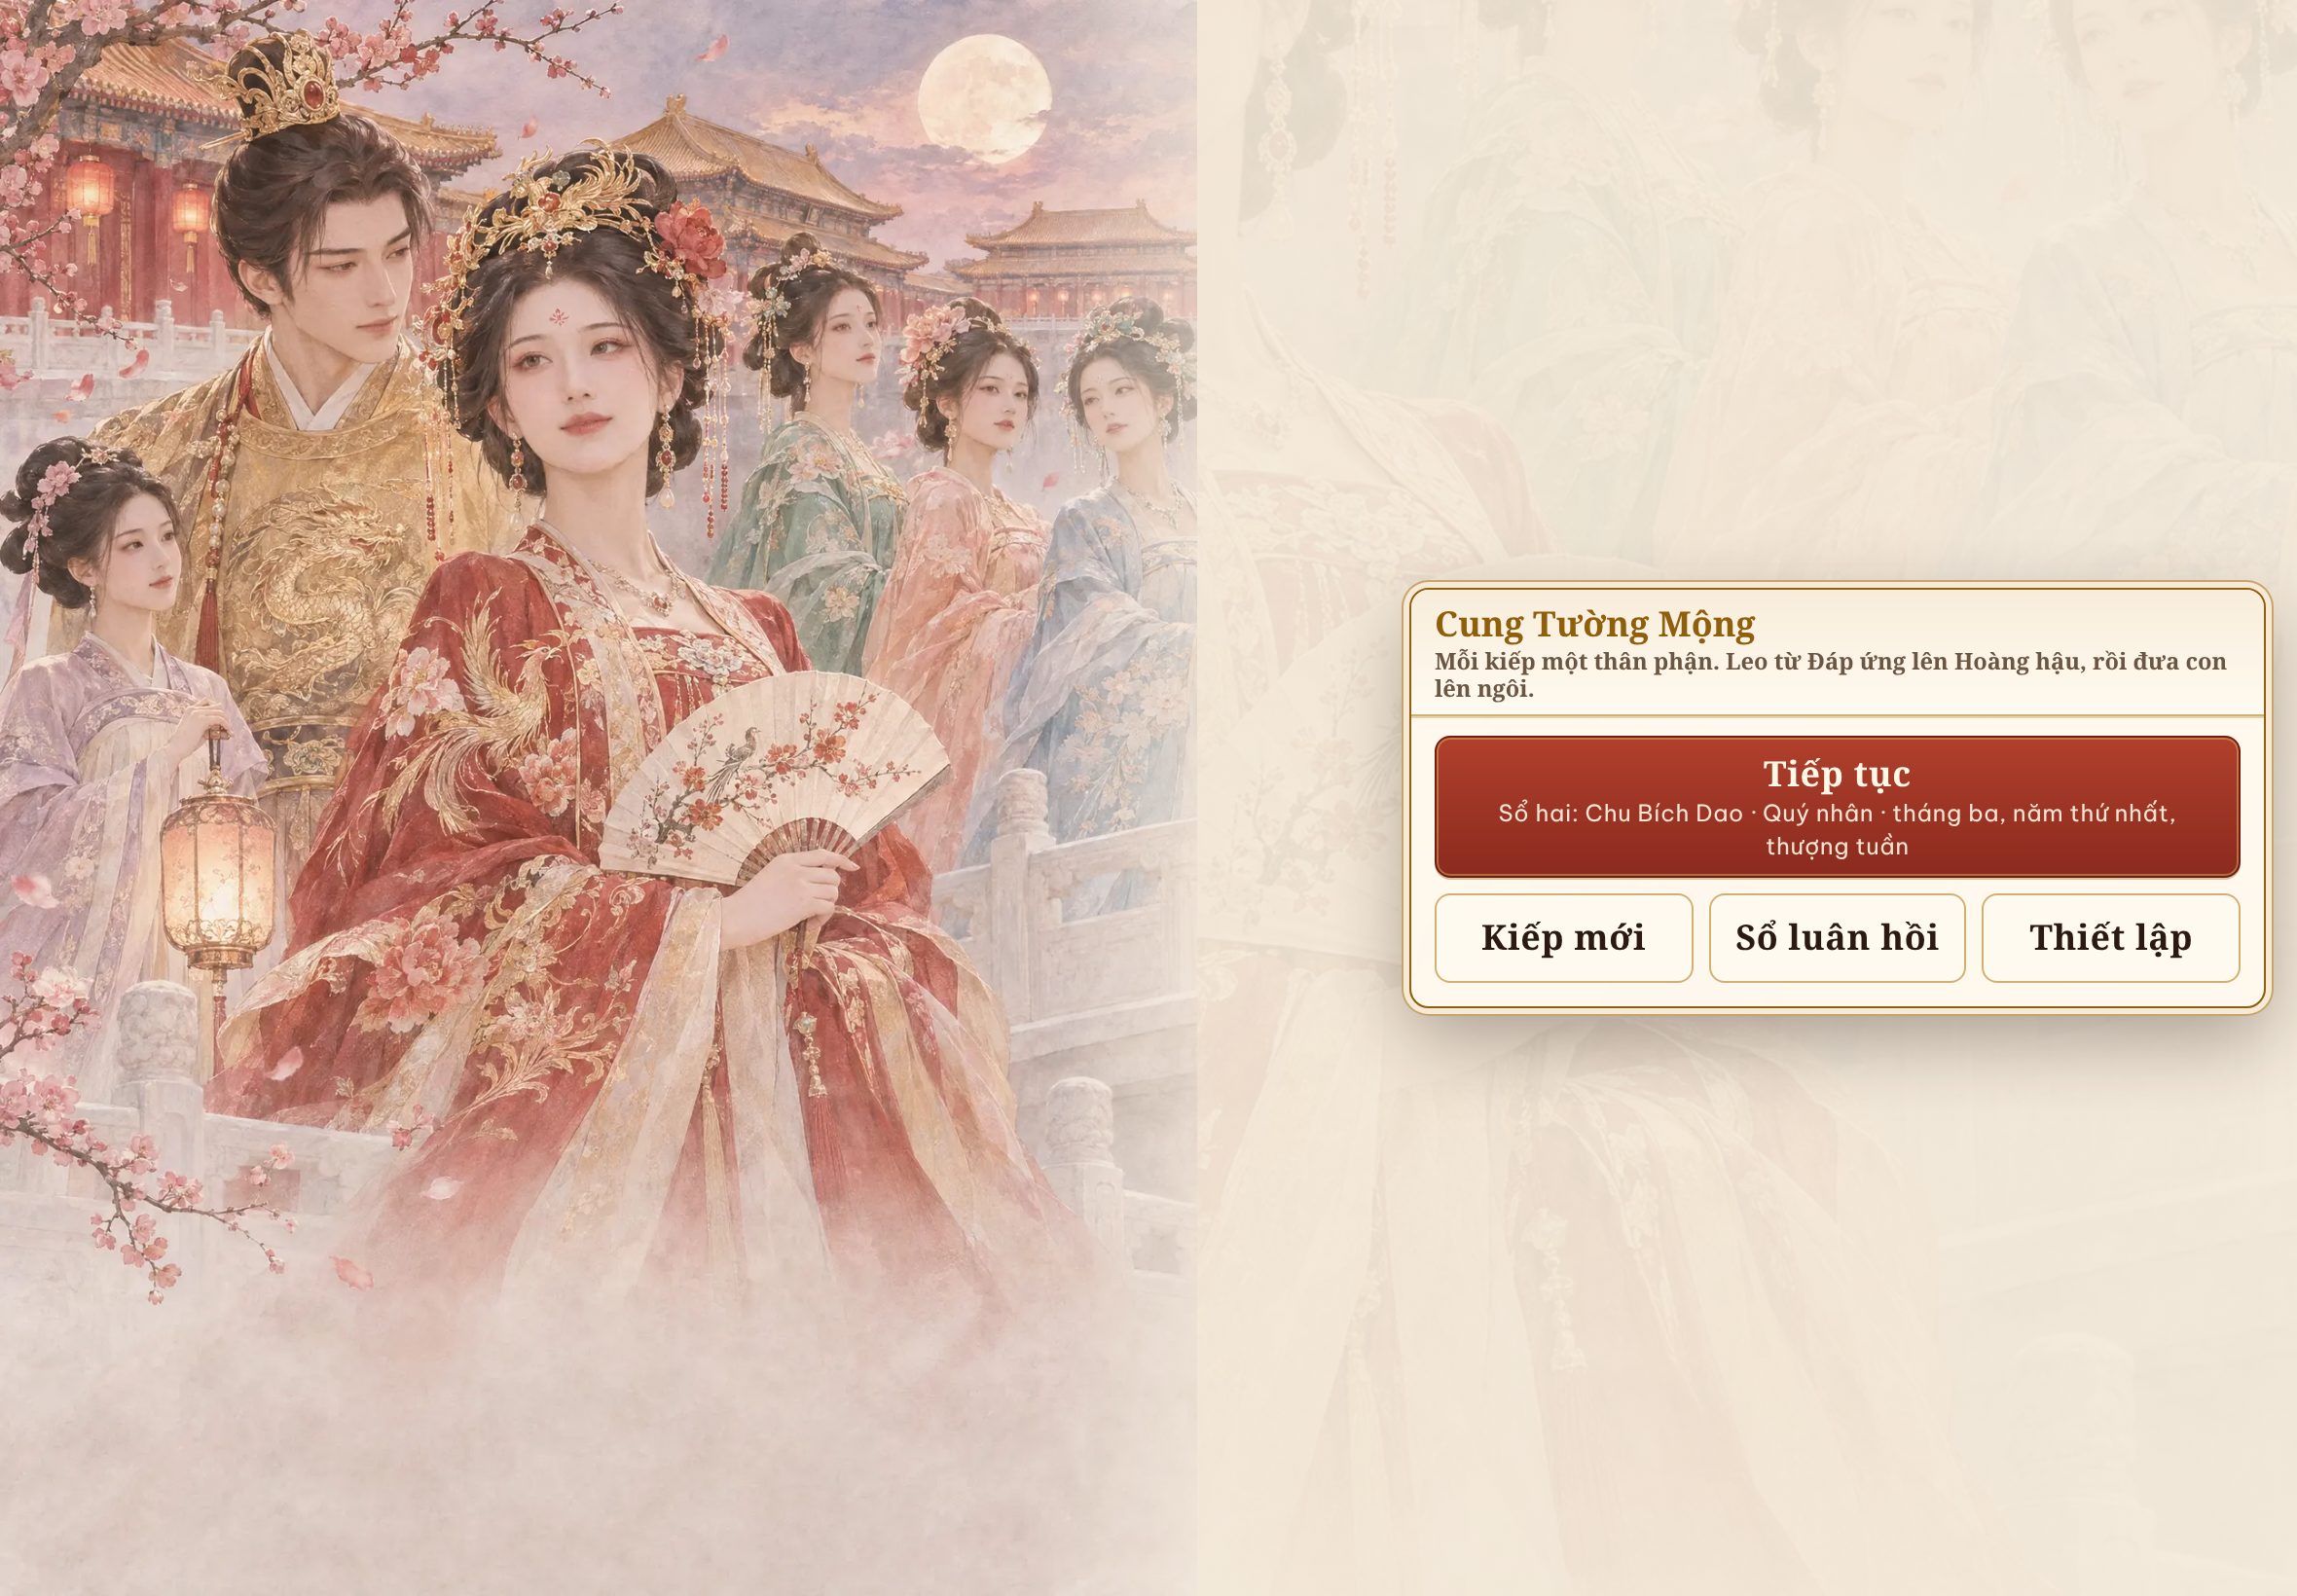 Cung Tường Mộng
Mỗi kiếp một thân phận. Leo từ Đáp ứng lên Hoàng hậu, rồi đưa con
lên ngôi.
Tiếp tục
Sổ hai: Chu Bích Dao · Quý nhân · tháng ba, năm thứ nhất,
thượng tuần
Kiếp mới
Sổ luân hồi
Thiết lập